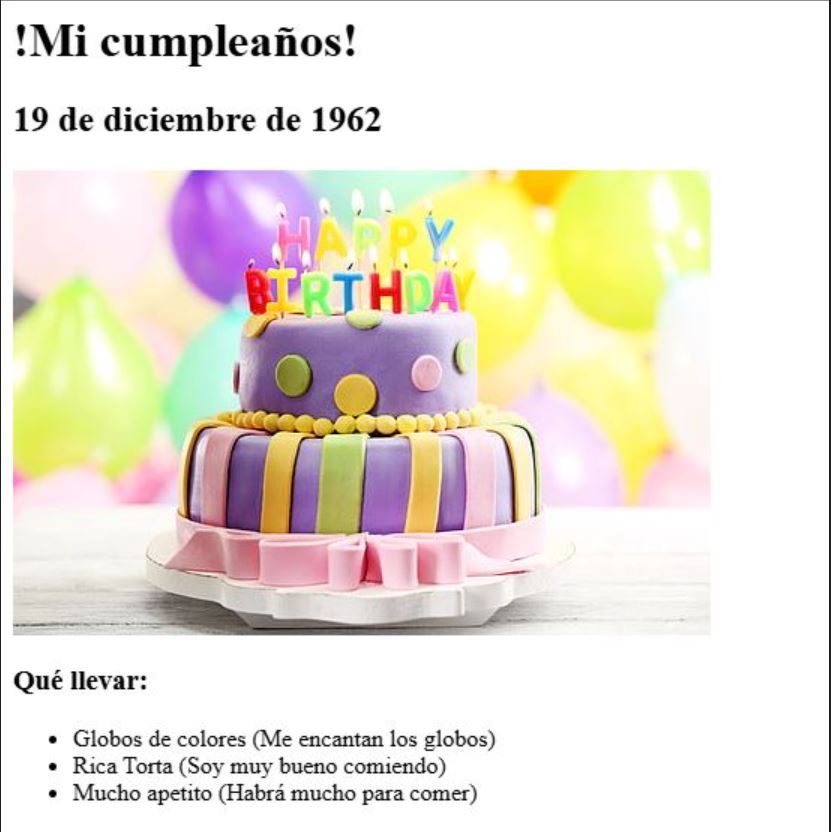 !Mi cumpleaños!
19 de diciembre de 1962
HAPPY
BIRTHDAY
Qué llevar:
• Globos de colores (Me encantan los globos)
• Rica Torta (Soy muy bueno comiendo)
• Mucho apetito (Habrá mucho para comer)